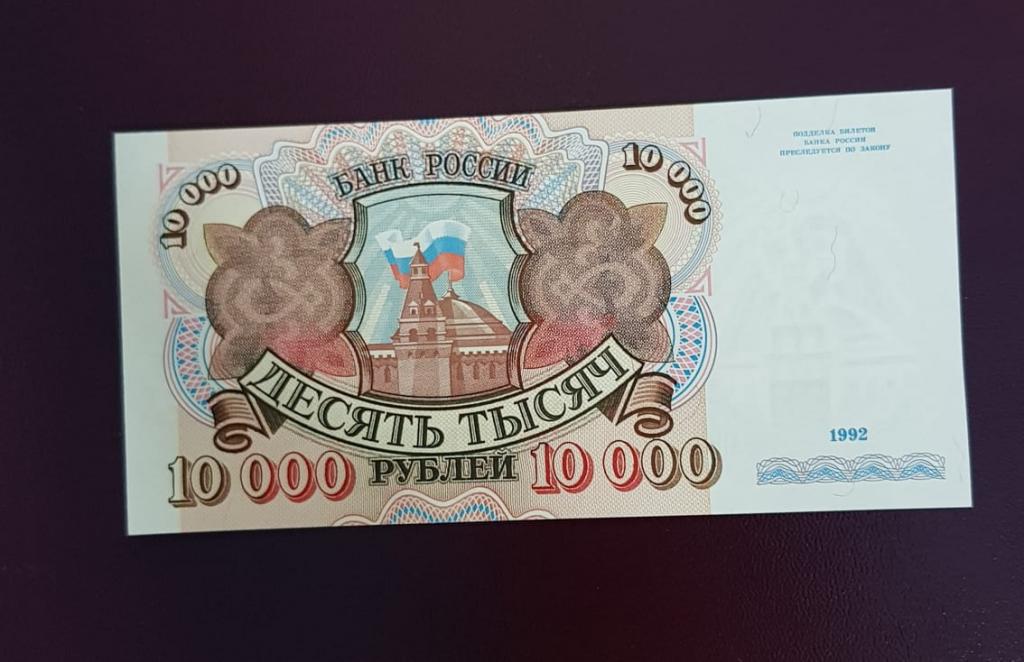 БАНК РОССИИ
10 000
10 000
ДЕСЯТЬ ТЫСЯЧ
10 000 РУБЛЕЙ 10 000
ПОДДЕЛКА БИЛЕТОВ
БАНКА РОССИИ
ПРЕСЛЕДУЕТСЯ ПО ЗАКОНУ
1992